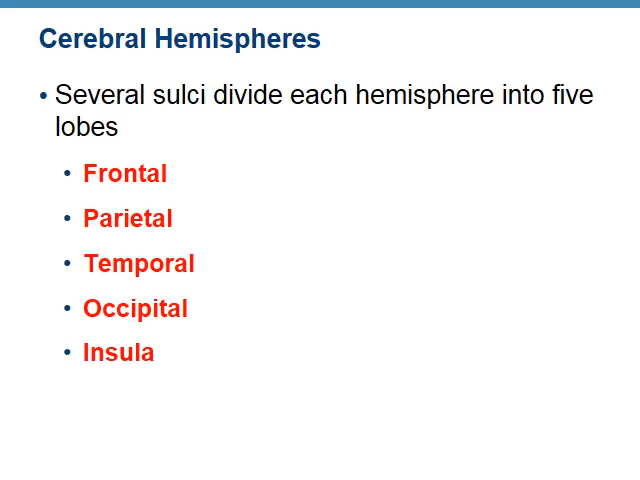 Cerebral Hemispheres
• Several sulci divide each hemisphere into five
lobes
• Frontal
• Parietal
• Temporal
• Occipital
• Insula